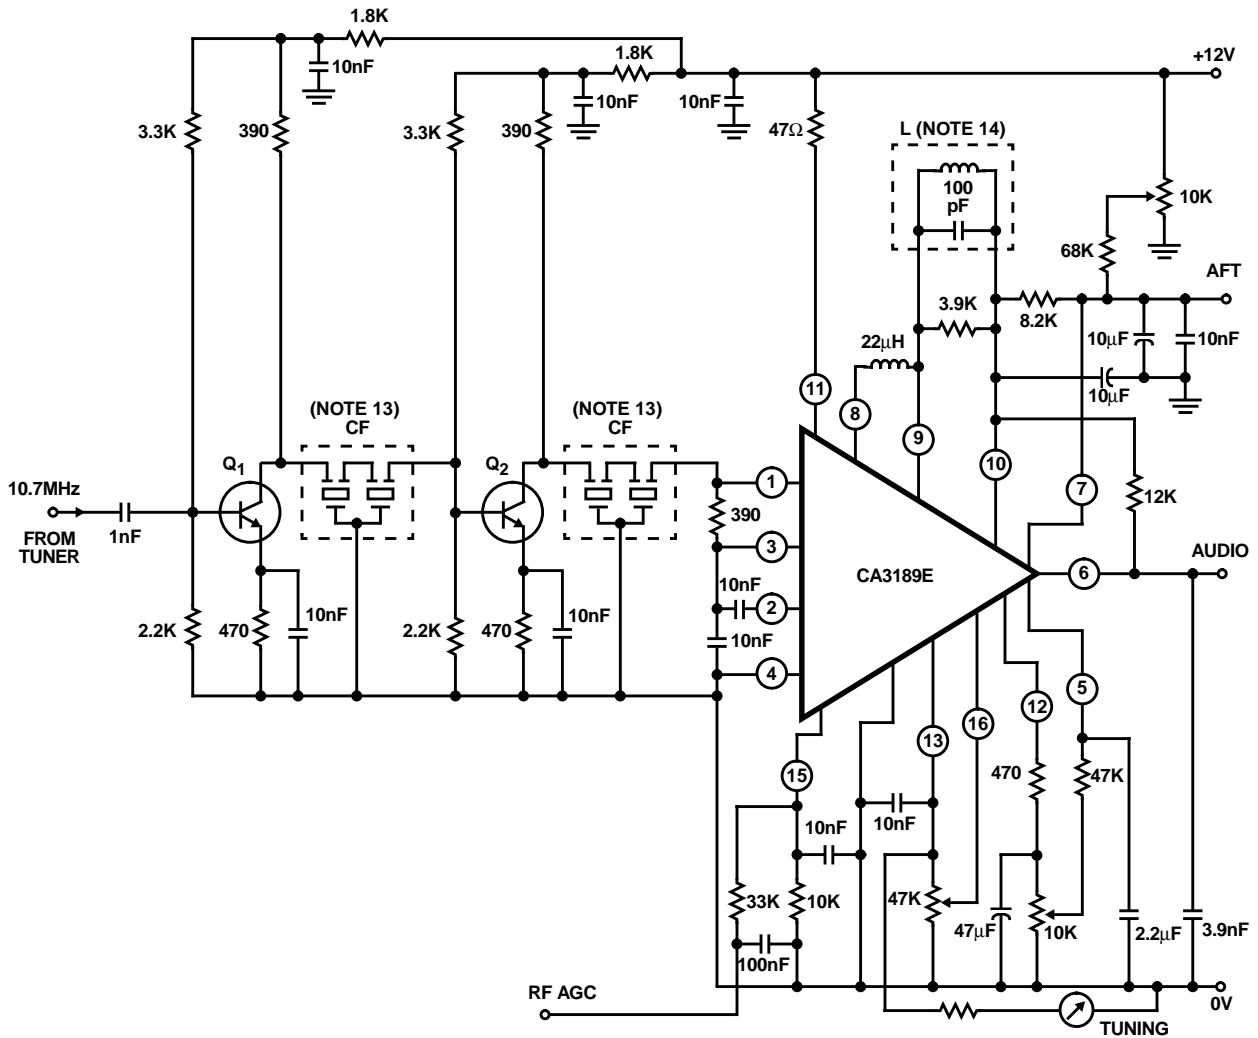 1.8K
10nF
1.8K
+12V
10nF
10nF
3.3K
390
3.3K
390
47Ω
L (NOTE 14)
100
pF
10K
68K
AFT
3.9K
8.2K
22µH
10µF
10nF
10µF
11
8
(NOTE 13)
CF
(NOTE 13)
CF
9
10
Q1
Q2
10.7MHz
1nF
FROM
TUNER
1
7
12K
390
3
AUDIO
CA3189E
6
10nF
2
10nF
10nF
2.2K
470
2.2K
470
10nF
4
5
12
16
13
15
470
47K
10nF
10nF
33K
10K
47K
47µF
10K
2.2µF
3.9nF
100nF
RF AGC
0V
TUNING